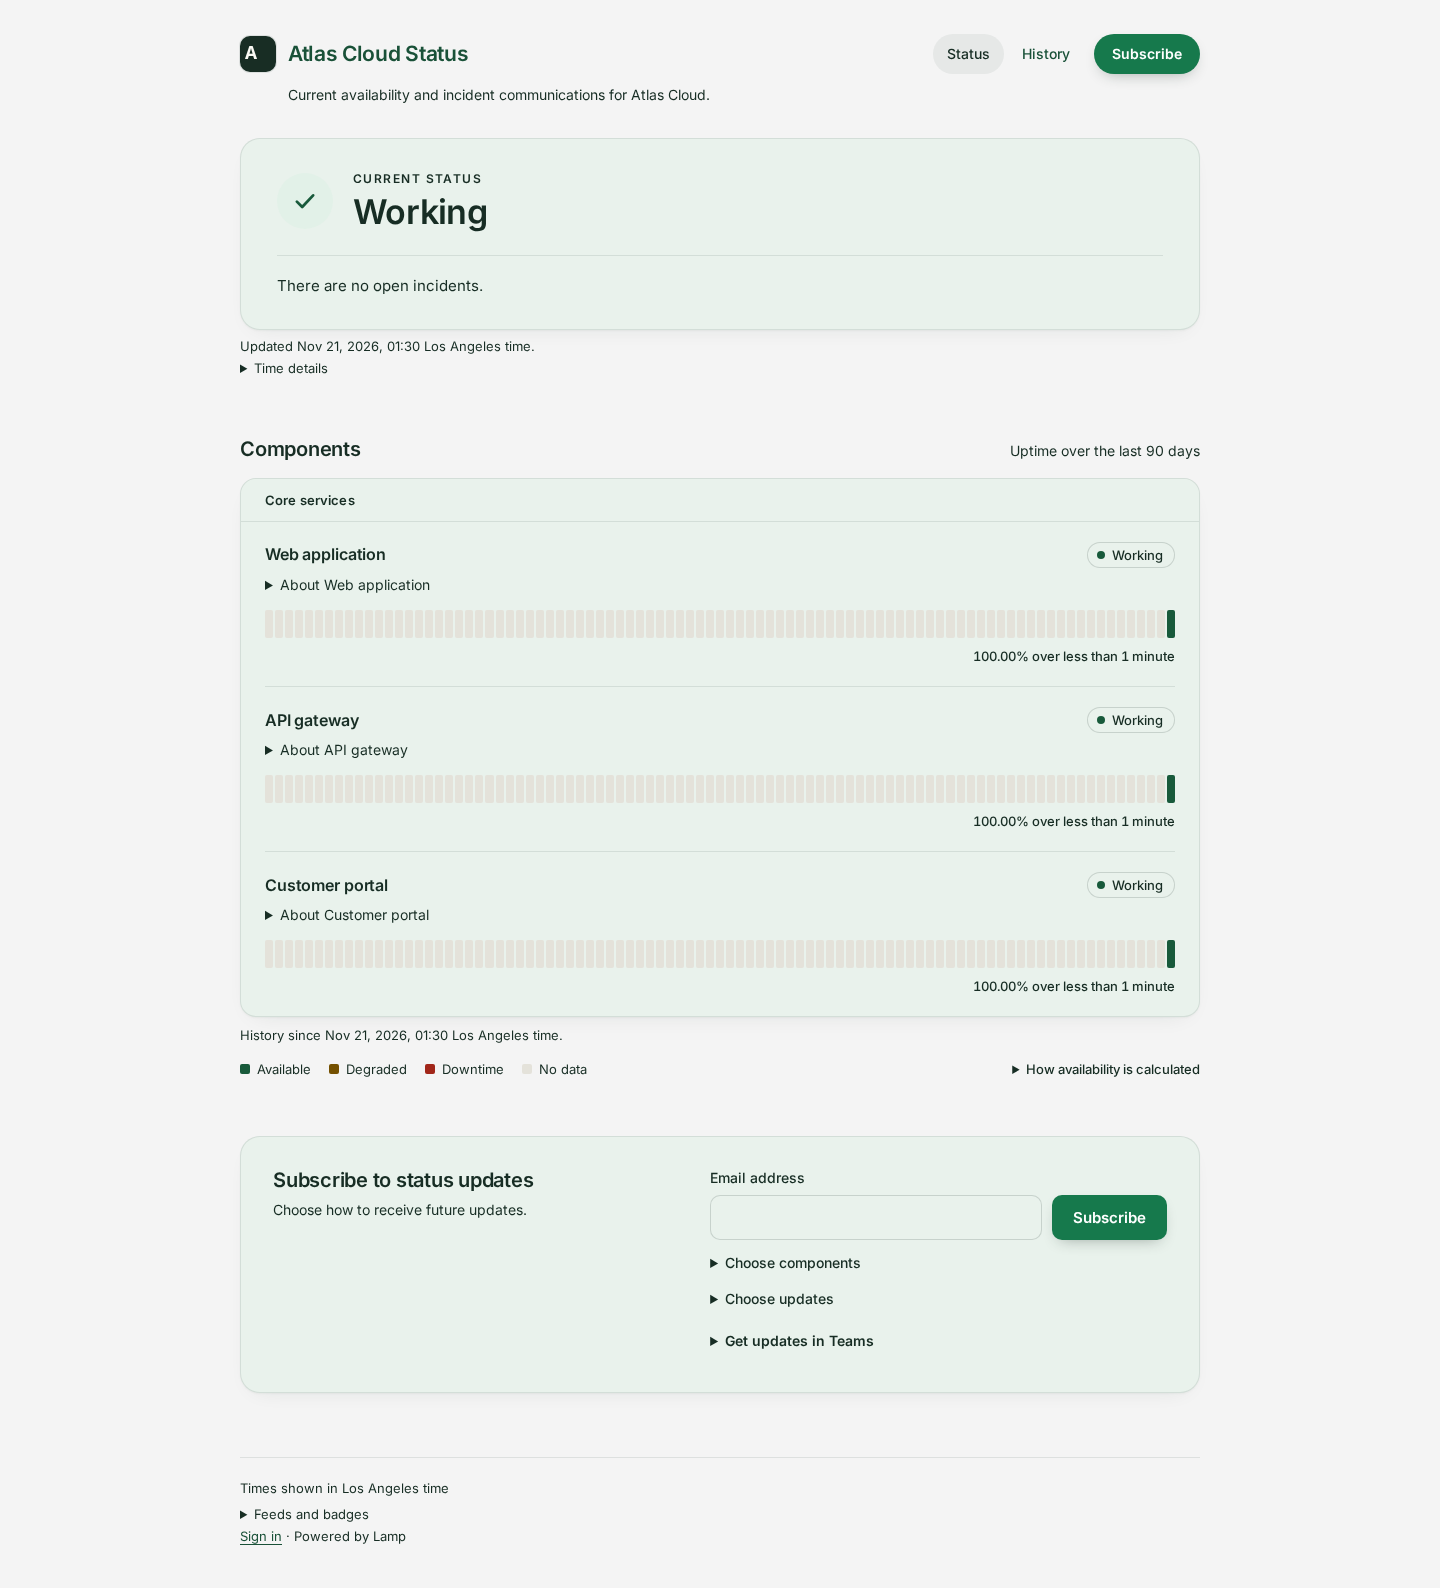 A
Atlas Cloud Status
Status
History
Subscribe
Current availability and incident communications for Atlas Cloud.
CURRENT STATUS
Working
There are no open incidents.
Updated Nov 21, 2026, 01:30 Los Angeles time.
Time details
Components
Uptime over the last 90 days
Core services
Web application
Working
About Web application
100.00% over less than 1 minute
API gateway
Working
About API gateway
100.00% over less than 1 minute
Customer portal
Working
About Customer portal
100.00% over less than 1 minute
History since Nov 21, 2026, 01:30 Los Angeles time.
Available
Degraded
Downtime
No data
How availability is calculated
Subscribe to status updates
Choose how to receive future updates.
Email address
Subscribe
Choose components
Choose updates
Get updates in Teams
Times shown in Los Angeles time
Feeds and badges
Sign in · Powered by Lamp